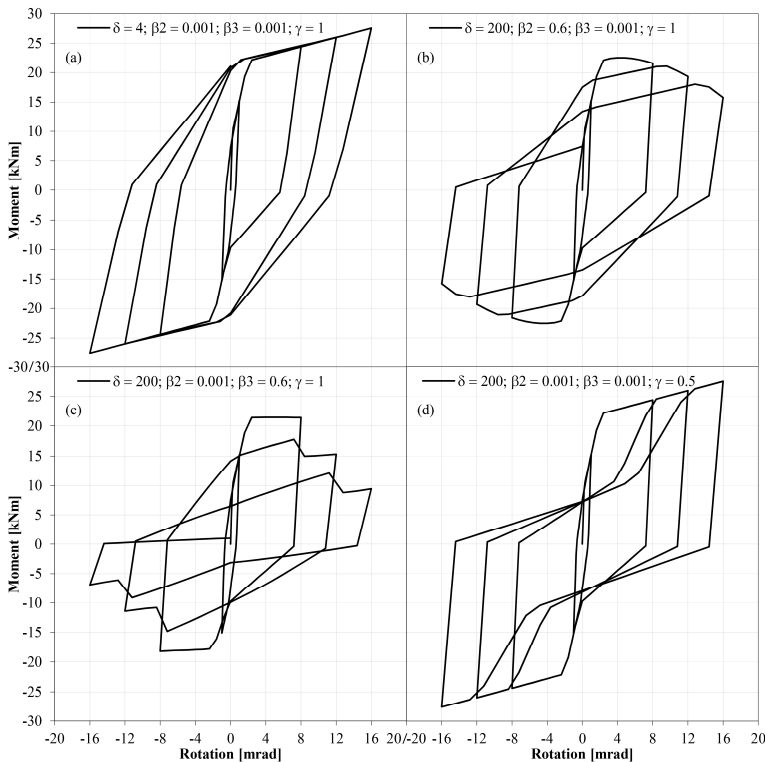 30
δ = 4; β2 = 0.001; β3 = 0.001; γ = 1
δ = 200; β2 = 0.6; β3 = 0.001; γ = 1
25
(a)
(b)
20
15
10
5
0
-5
-10
-15
-20
-25
Moment [kNm]
-30/30
δ = 200; β2 = 0.001; β3 = 0.6; γ = 1
δ = 200; β2 = 0.001; β3 = 0.001; γ = 0.5
25
(c)
(d)
20
15
10
5
0
-5
-10
-15
-20
-25
-30
Moment [kNm]
-20 -16 -12 -8 -4 0 4 8 12 16 20/-20 -16 -12 -8 -4 0 4 8 12 16 20
Rotation [mrad] Rotation [mrad]